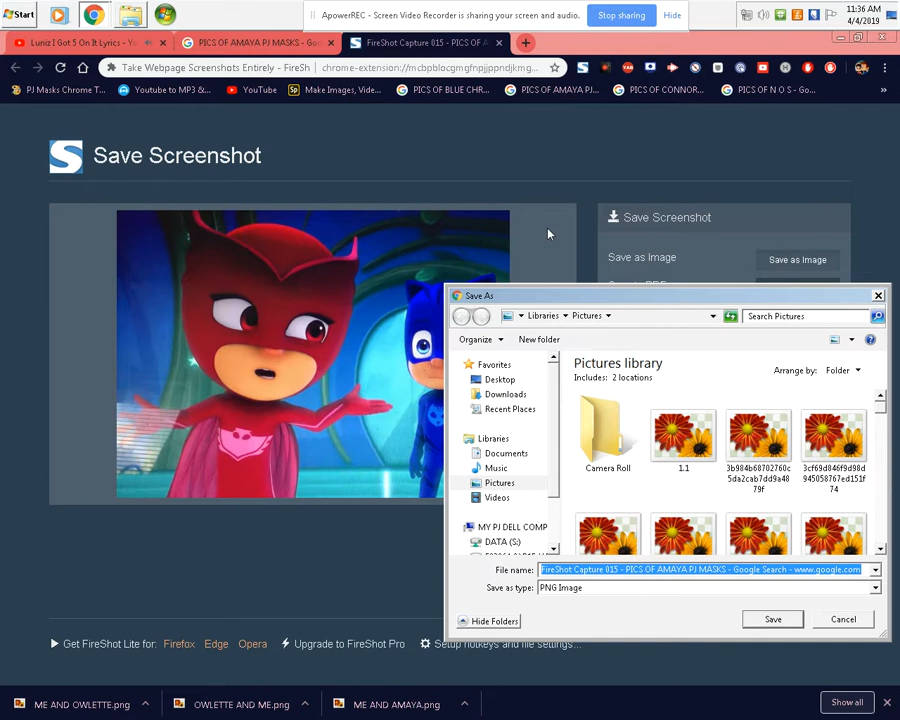 Start
ApowerREC - Screen Video Recorder is sharing your screen and audio.
Stop sharing
Hide
11:36 AM
4/4/2019
Luniz I Got 5 On It Lyrics - Yo
PICS OF AMAYA PJ MASKS -
FireShot Capture 015 - PICS OF A
Take Webpage Screenshots Entirely - FireSh
PJ Masks Chrome T...
Youtube to MP3 &...
YouTube
Make Images, Vide...
PICS OF BLUE CHR...
PICS OF AMAYA PJ...
PICS OF CONNOR...
PICS OF N O S - Go...
Save Screenshot
Save Screenshot
Save as Image
Save as Image
Save As
Libraries
Pictures
Search Pictures
Organize
New folder
Favorites
Desktop
Downloads
Recent Places
Libraries
Documents
Music
Pictures
Videos
MY PJ DELL COMP
DATA (S:)
Pictures library
Includes: 2 locations
Arrange by:
Folder
Camera Roll
1.1
3b984b68702760c
5da2cab7dd9a48
79f
3cf69d846f9d98d
945058767ed151f
74
File name:
FireShot Capture 015 - PICS OF AMAYA PJ MASKS - Google Search - www.google.com
Save as type:
PNG Image
Hide Folders
Save
Cancel
Get FireShot Lite for:
Firefox
Edge
Opera
Upgrade to FireShot Pro
Setup hotkeys and file settings...
ME AND OWLETTE.png
OWLETTE AND ME.png
ME AND AMAYA.png
Show all